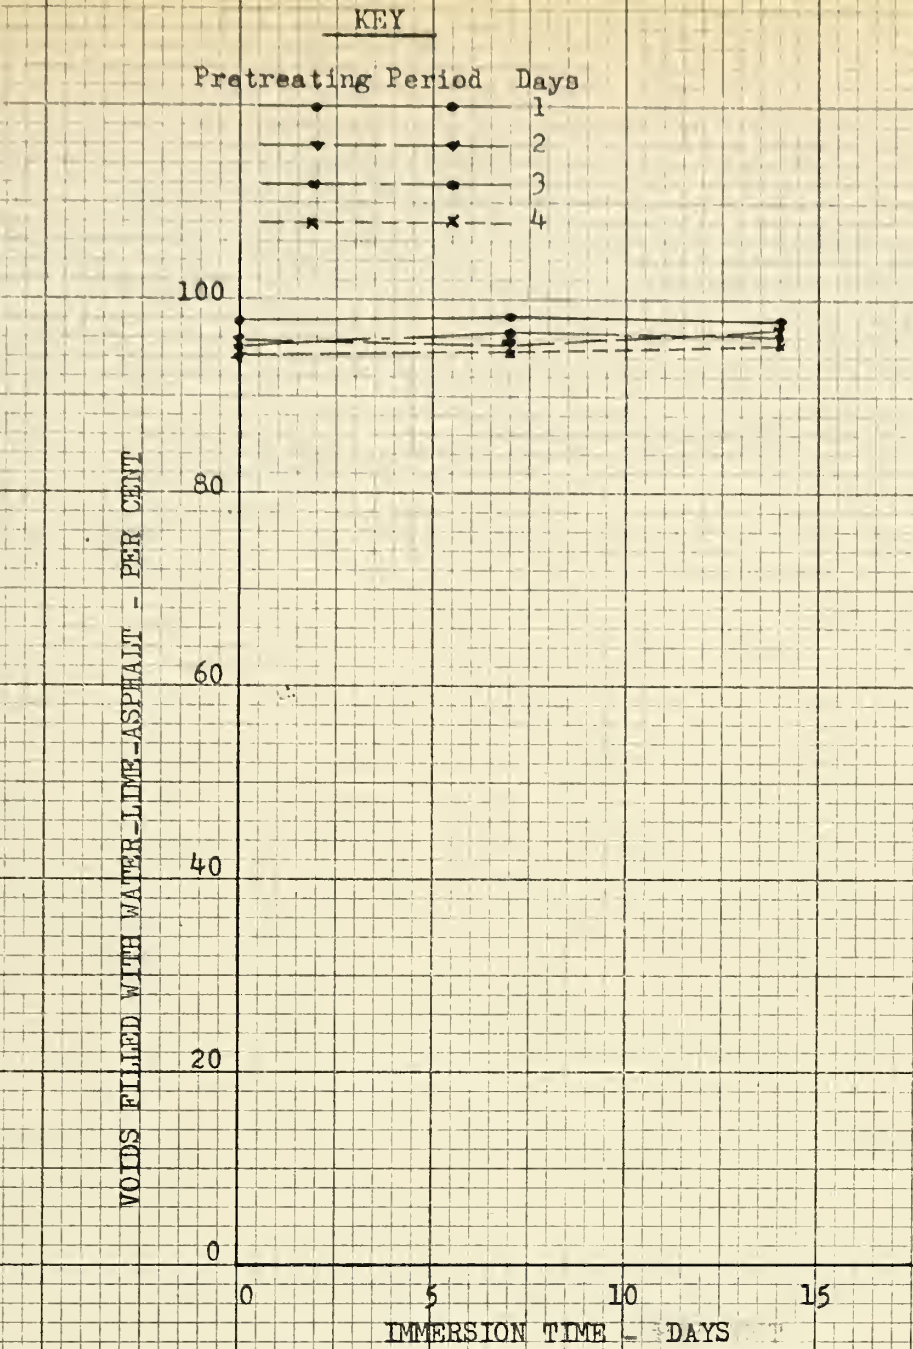 KEY
Pretreating Period Days
1
2
3
4
100
80
60
40
20
0
VOIDS FILLED WITH WATER-LIME-ASPHALT - PER CENT
0 5 10 15
IMMERSION TIME - DAYS